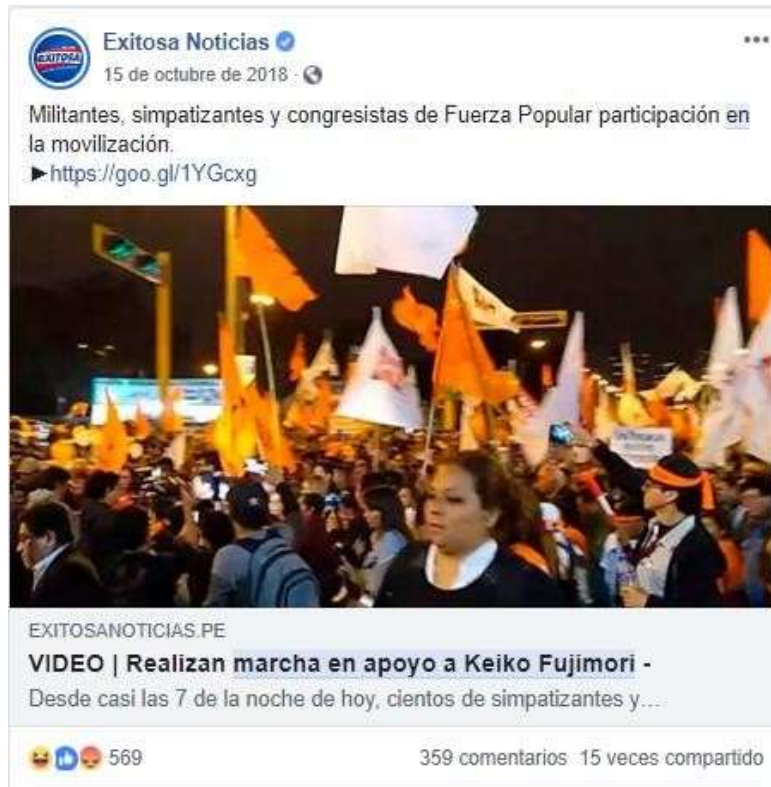 EXITOSA
Exitosa Noticias
15 de octubre de 2018 ·
Militantes, simpatizantes y congresistas de Fuerza Popular participación en
la movilización.
►https://goo.gl/1YGcxg
EXITOSANOTICIAS.PE
VIDEO | Realizan marcha en apoyo a Keiko Fujimori -
Desde casi las 7 de la noche de hoy, cientos de simpatizantes y...
569 359 comentarios 15 veces compartido